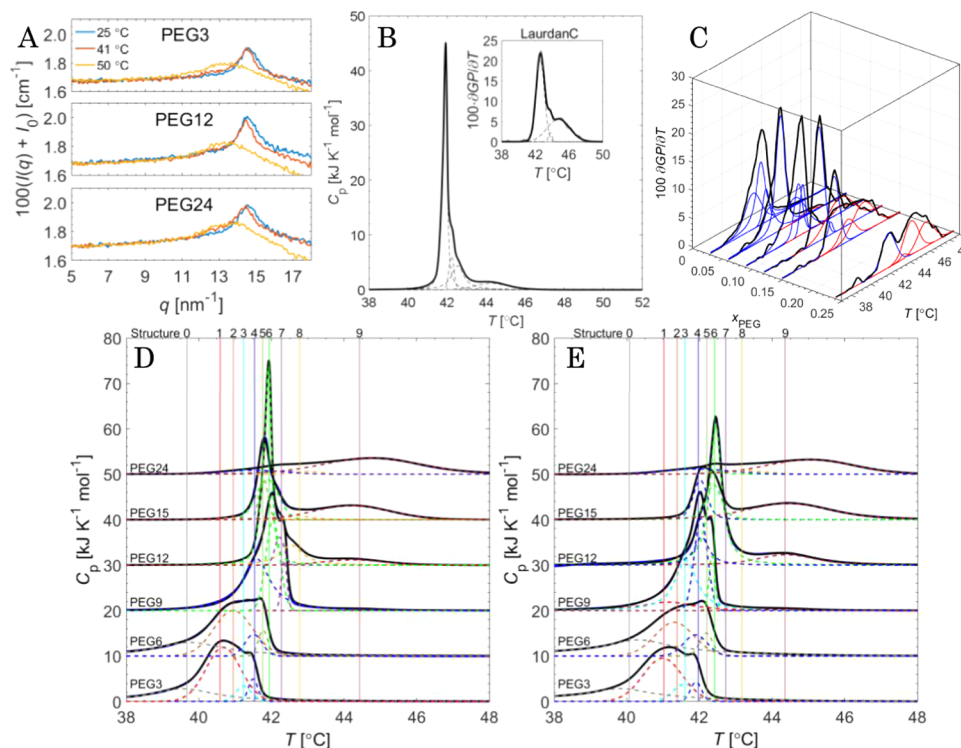 A
PEG3
25 °C
41 °C
50 °C
2.0
1.8
1.6
PEG12
2.0
1.8
1.6
PEG24
2.0
1.8
1.6
100(I(q) + I0) [cm−1]
5 7 9 11 13 15 17
q [nm−1]
B
50
45
40
35
30
25
20
15
10
5
0
Cp [kJ K−1 mol−1]
38 40 42 44 46 48 50 52
T [°C]
LaurdanC
25
20
15
10
5
0
100·∂GP/∂T
38 42 46 50
T [°C]
C
30
25
20
15
10
5
0
100 ∂GP/∂T
0.05 0.10 0.15 0.20 0.25
xPEG
38 40 42 44 46
T [°C]
Structure 0 1 2 3 4 5 6 7 8 9
D
80
70
60
50
40
30
20
10
0
Cp [kJ K−1 mol−1]
PEG24
PEG15
PEG12
PEG9
PEG6
PEG3
38 40 42 44 46 48
T [°C]
Structure 0 1 2 3 4 5 6 7 8 9
E
80
70
60
50
40
30
20
10
0
Cp [kJ K−1 mol−1]
PEG24
PEG15
PEG12
PEG9
PEG6
PEG3
38 40 42 44 46 48
T [°C]